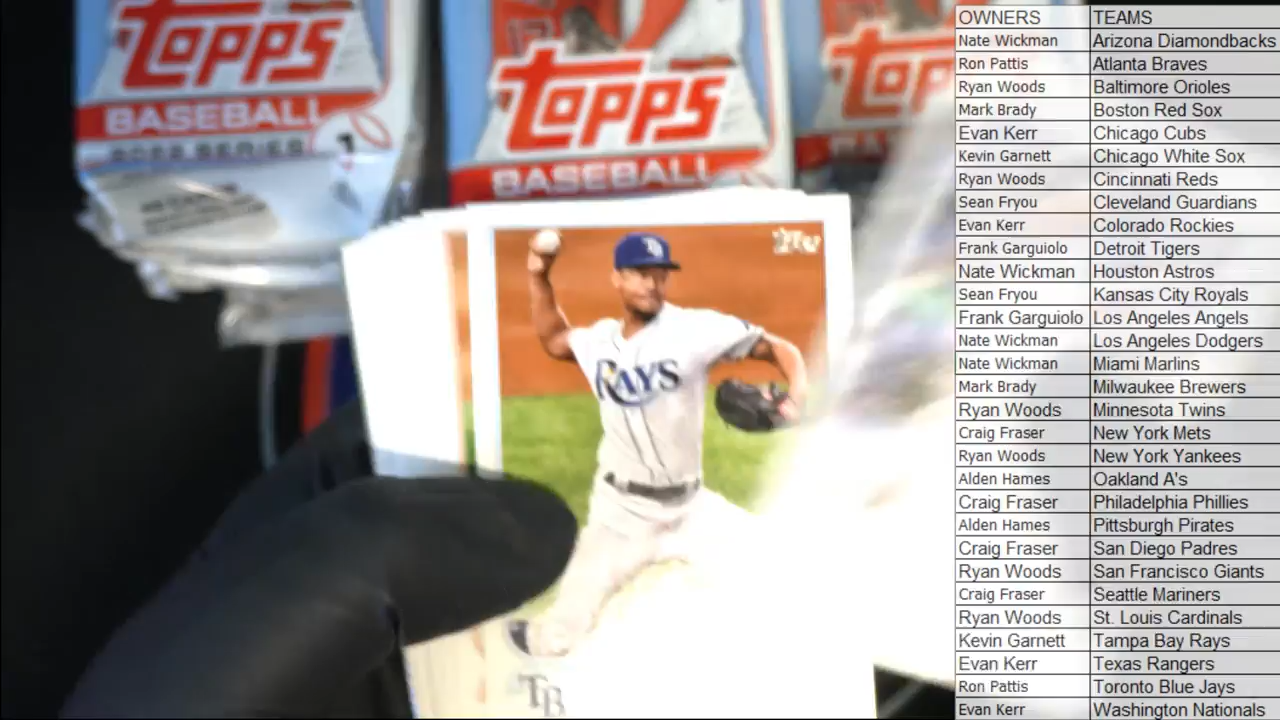 TOPPS
BASEBALL
2022 SERIES 1
TOPPS
BASEBALL
RAYS
TB
OWNERS TEAMS
Nate Wickman Arizona Diamondbacks
Ron Pattis Atlanta Braves
Ryan Woods Baltimore Orioles
Mark Brady Boston Red Sox
Evan Kerr Chicago Cubs
Kevin Garnett Chicago White Sox
Ryan Woods Cincinnati Reds
Sean Fryou Cleveland Guardians
Evan Kerr Colorado Rockies
Frank Garguiolo Detroit Tigers
Nate Wickman Houston Astros
Sean Fryou Kansas City Royals
Frank Garguiolo Los Angeles Angels
Nate Wickman Los Angeles Dodgers
Nate Wickman Miami Marlins
Mark Brady Milwaukee Brewers
Ryan Woods Minnesota Twins
Craig Fraser New York Mets
Ryan Woods New York Yankees
Alden Hames Oakland A's
Craig Fraser Philadelphia Phillies
Alden Hames Pittsburgh Pirates
Craig Fraser San Diego Padres
Ryan Woods San Francisco Giants
Craig Fraser Seattle Mariners
Ryan Woods St. Louis Cardinals
Kevin Garnett Tampa Bay Rays
Evan Kerr Texas Rangers
Ron Pattis Toronto Blue Jays
Evan Kerr Washington Nationals